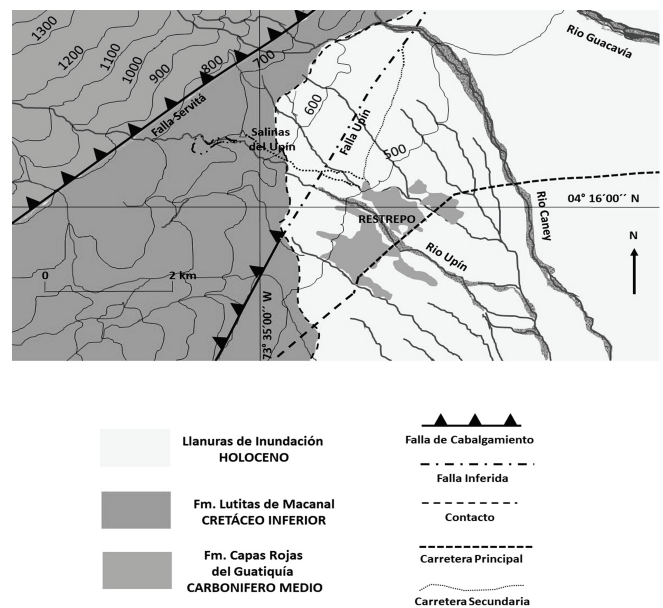 1300
1200
1100
1000
900
800
700
Falla-Servitá
Salinas
del Upín
600
Falla Upín
500
Rio Guacavía
RESTREPO
Rio Upín
Rio Caney
04° 16´00´´ N
N
0
2 km
73° 35´00´´ W
Llanuras de Inundación
HOLOCENO
Fm. Lutitas de Macanal
CRETÁCEO INFERIOR
Fm. Capas Rojas
del Guatiquía
CARBONIFERO MEDIO
Falla de Cabalgamiento
Falla Inferida
Contacto
Carretera Principal
Carretera Secundaria